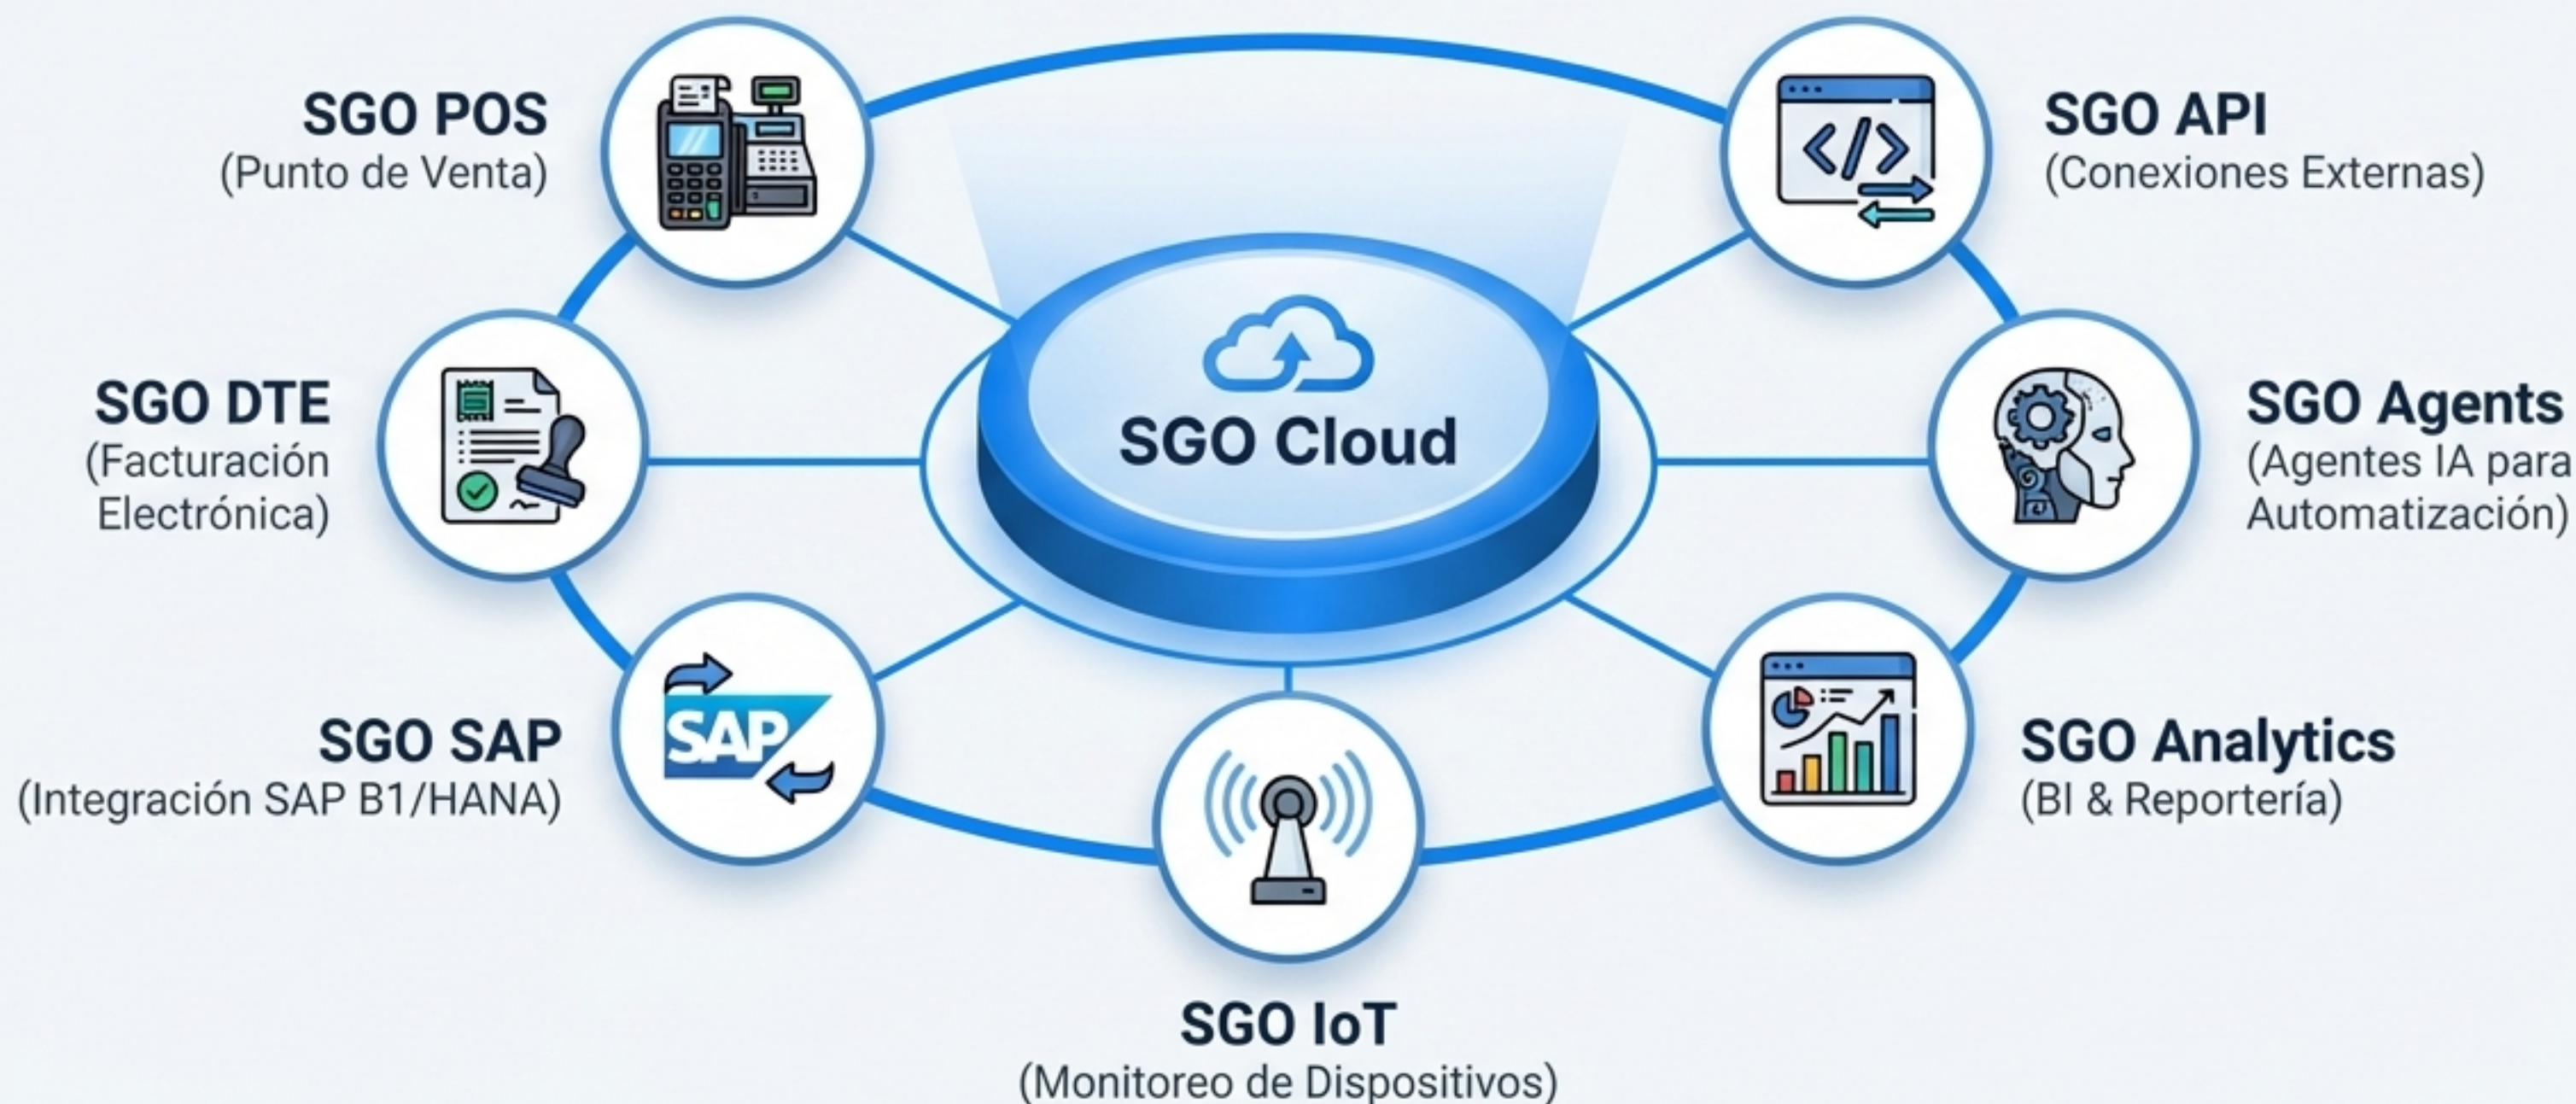 SGO POS
(Punto de Venta)
SGO API
(Conexiones Externas)
SGO DTE
(Facturación
Electrónica)
SGO Cloud
SGO Agents
(Agentes IA para
Automatización)
SGO SAP
(Integración SAP B1/HANA)
SAP
SGO Analytics
(BI & Reportería)
SGO IoT
(Monitoreo de Dispositivos)